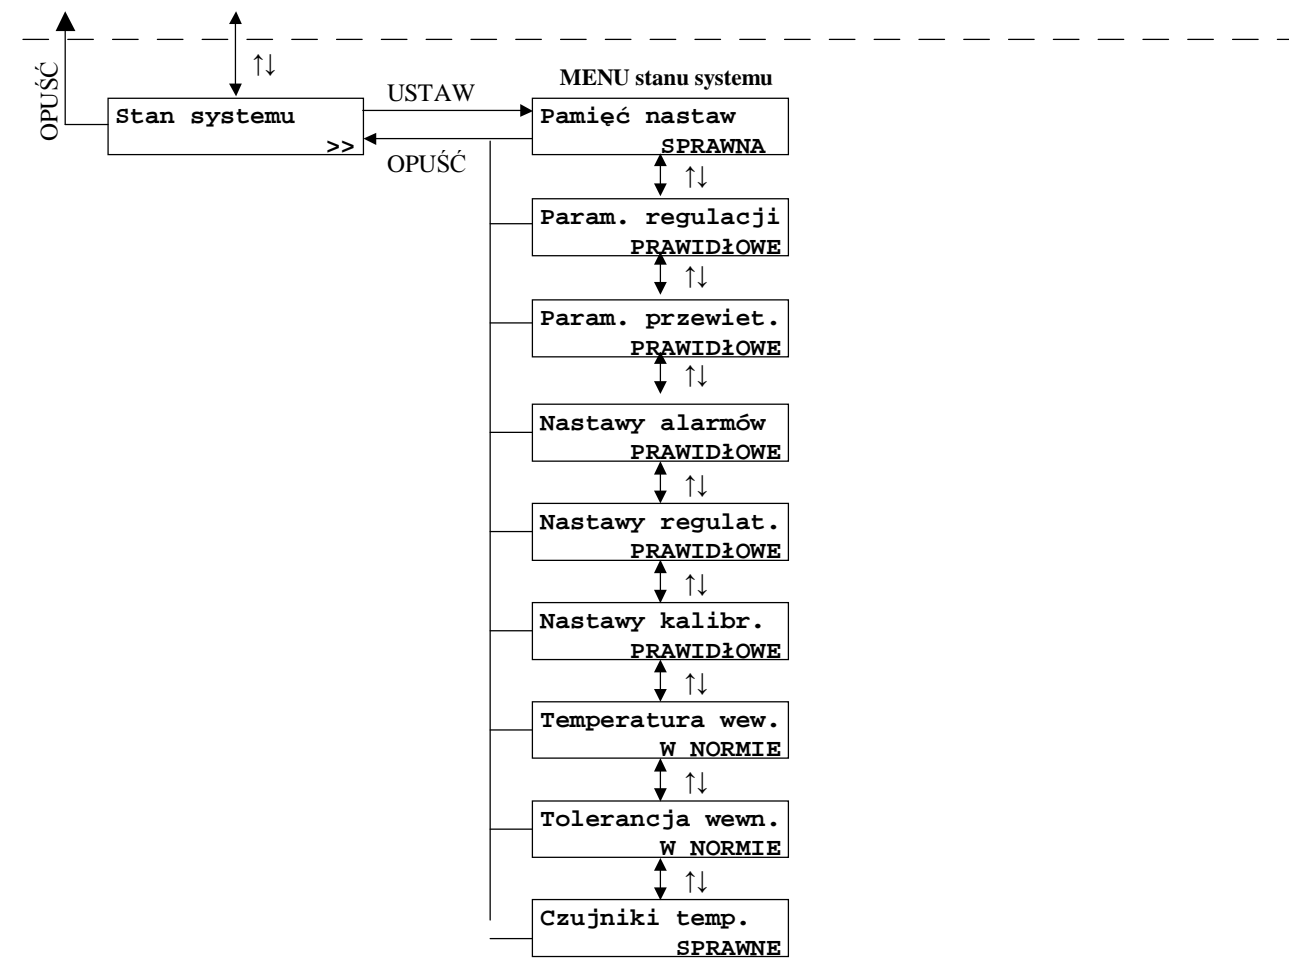 ↑↓
OPUŚĆ
MENU stanu systemu
USTAW
Stan systemu
>>
OPUŚĆ
Pamięć nastaw
SPRAWNA
↑↓
Param. regulacji
PRAWIDłOWE
↑↓
Param. przewiet.
PRAWIDłOWE
↑↓
Nastawy alarmów
PRAWIDłOWE
↑↓
Nastawy regulat.
PRAWIDłOWE
↑↓
Nastawy kalibr.
PRAWIDłOWE
↑↓
Temperatura wew.
W NORMIE
↑↓
Tolerancja wewn.
W NORMIE
↑↓
Czujniki temp.
SPRAWNE